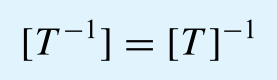 [T⁻¹] = [T]⁻¹